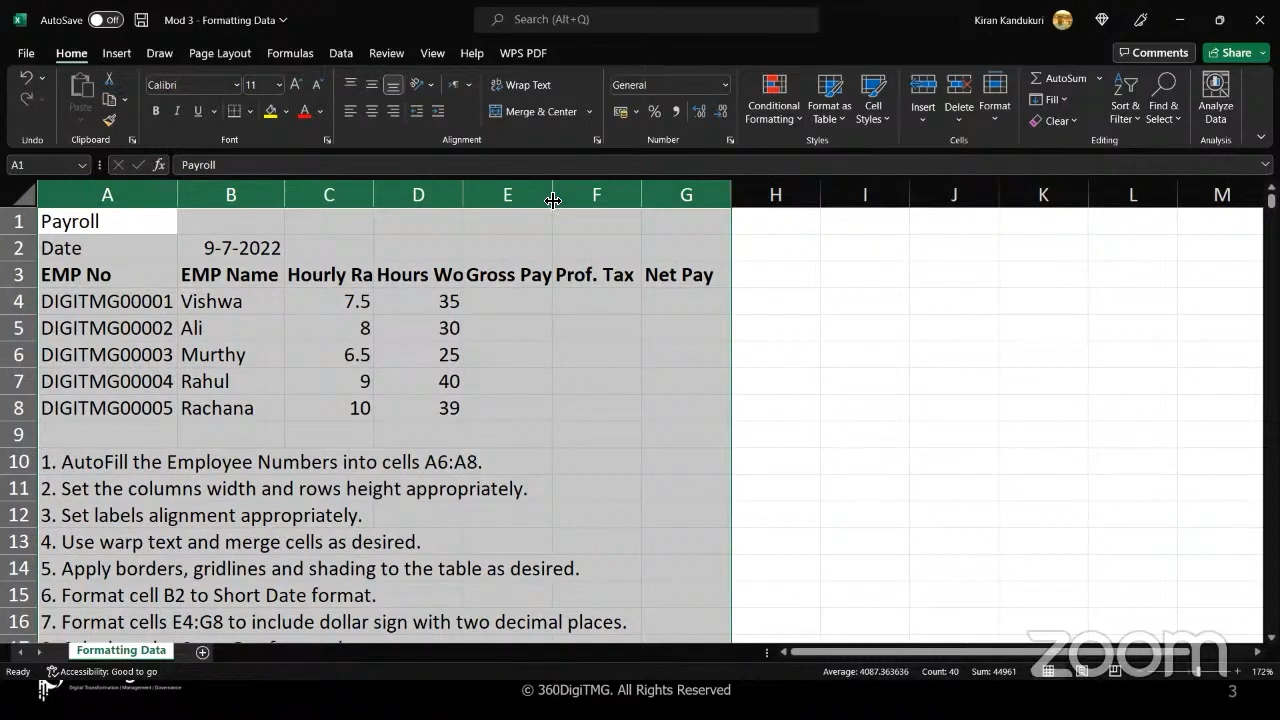 AutoSave Off Mod 3 - Formatting Data Search (Alt+Q) Kiran Kandukuri
File Home Insert Draw Page Layout Formulas Data Review View Help WPS PDF Comments Share
Calibri 11 Wrap Text General AutoSum
Paste Merge & Center Conditional Formatting Format as Table Cell Styles Insert Delete Format Fill Sort & Filter Find & Select Analyze Data
B I U A % Clear
Undo Clipboard Font Alignment Number Styles Cells Editing Analysis
A1 fx Payroll
A B C D E F G H I J K L M
1 Payroll
2 Date 9-7-2022
3 EMP No EMP Name Hourly Ra Hours Wo Gross Pay Prof. Tax Net Pay
4 DIGITMG00001 Vishwa 7.5 35
5 DIGITMG00002 Ali 8 30
6 DIGITMG00003 Murthy 6.5 25
7 DIGITMG00004 Rahul 9 40
8 DIGITMG00005 Rachana 10 39
9
10 1. AutoFill the Employee Numbers into cells A6:A8.
11 2. Set the columns width and rows height appropriately.
12 3. Set labels alignment appropriately.
13 4. Use warp text and merge cells as desired.
14 5. Apply borders, gridlines and shading to the table as desired.
15 6. Format cell B2 to Short Date format.
16 7. Format cells E4:G8 to include dollar sign with two decimal places.
Formatting Data
zoom
Ready Accessibility: Good to go Average: 4087.363636 Count: 40 Sum: 44961 172%
Digital Transformation | Management | Governance
© 360DigiTMG. All Rights Reserved 3